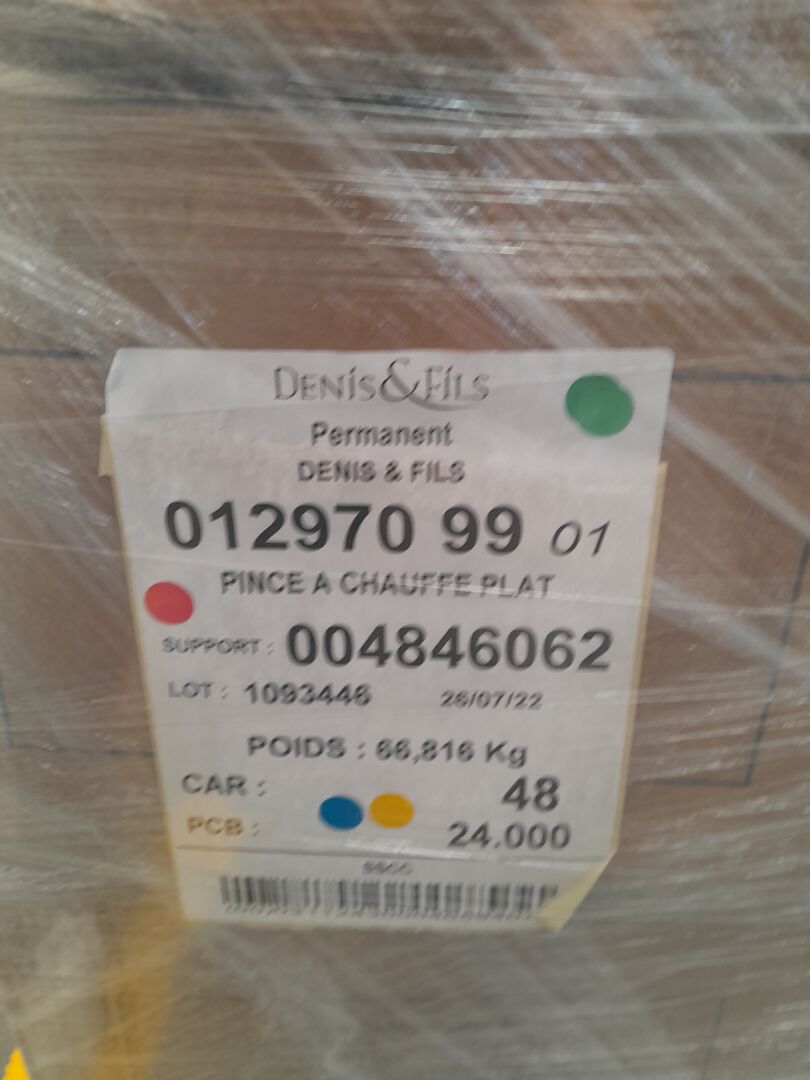 DENIS&FILS
Permanent
DENIS & FILS
012970 99 01
PINCE A CHAUFFE PLAT
SUPPORT : 004846062
LOT : 1093446 26/07/22
POIDS : 66,816 Kg
CAR : 48
PCB : 24.000
SSCC